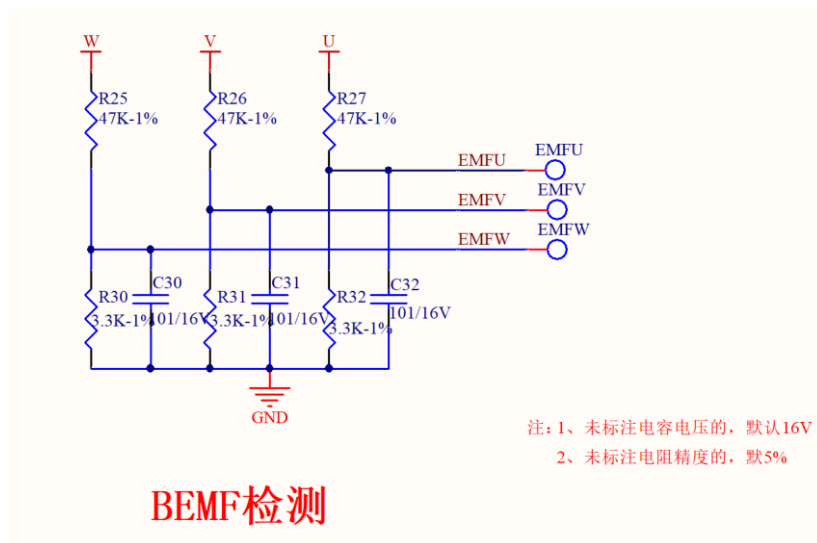 W V U
R25 R26 R27
47K-1% 47K-1% 47K-1%
EMFU EMFU
EMFV EMFV
EMFW EMFW
R30 C30 R31 C31 R32 C32
3.3K-1% 101/16V 3.3K-1% 101/16V 3.3K-1% 101/16V
GND
注：1、未标注电容电压的，默认16V
2、未标注电阻精度的，默5%
BEMF检测